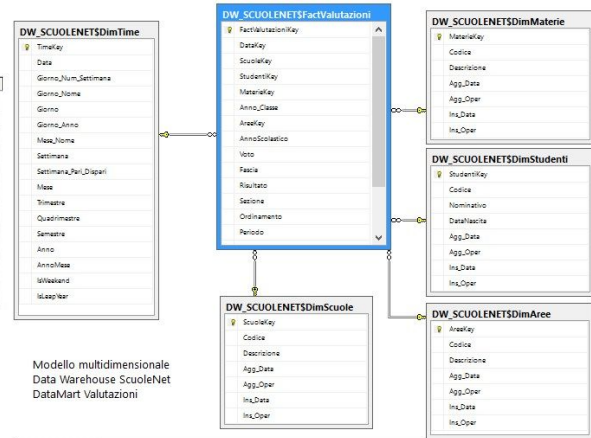 DW_SCUOLENET$DimTime
TimeKey
Data
Giorno_Num_Settimana
Giorno_Nome
Giorno
Giorno_Anno
Mese_Nome
Settimana
Settimana_Pari_Dispari
Mese
Trimestre
Quadrimestre
Semestre
Anno
AnnoMese
IsWeekend
IsLeapYear
DW_SCUOLENET$FactValutazioni
FactValutazioniKey
DataKey
ScuoleKey
StudentiKey
MaterieKey
Anno_Classe
AreeKey
AnnoScolastico
Voto
Fascia
Risultato
Sezione
Ordinamento
Periodo
DW_SCUOLENET$DimMaterie
MaterieKey
Codice
Descrizione
Agg_Data
Agg_Oper
Ins_Data
Ins_Oper
DW_SCUOLENET$DimStudenti
StudentiKey
Codice
Nominativo
DataNascita
Agg_Data
Agg_Oper
Ins_Data
Ins_Oper
DW_SCUOLENET$DimScuole
ScuoleKey
Codice
Descrizione
Agg_Data
Agg_Oper
Ins_Data
Ins_Oper
DW_SCUOLENET$DimAree
AreeKey
Codice
Descrizione
Agg_Data
Agg_Oper
Ins_Data
Ins_Oper
Modello multidimensionale
Data Warehouse ScuoleNet
DataMart Valutazioni